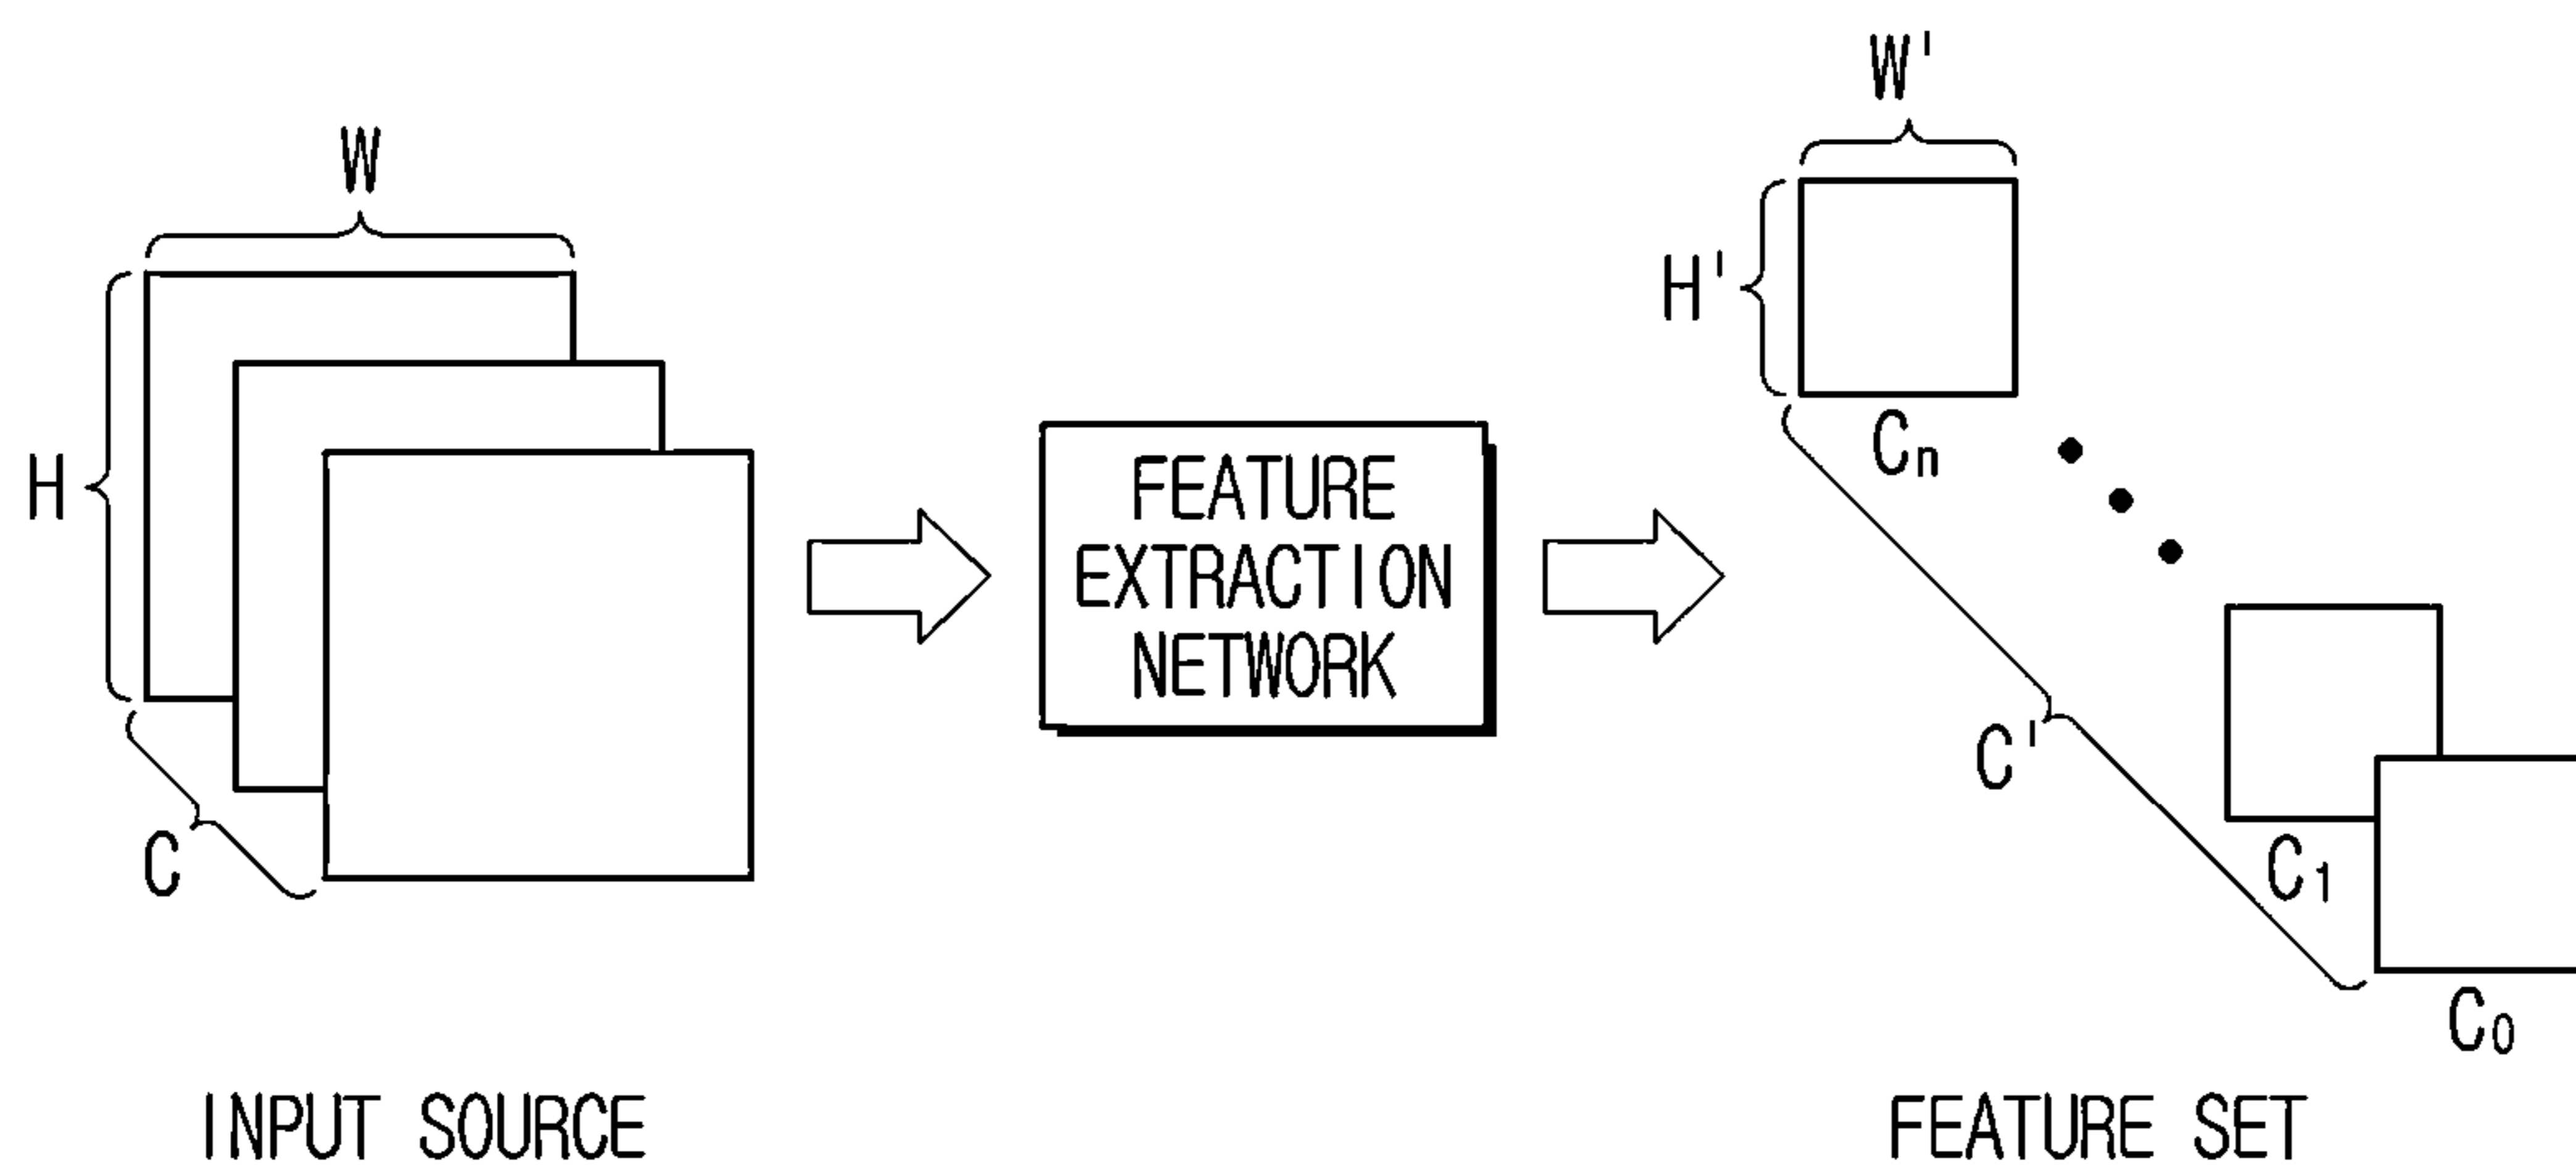 W
H
C
INPUT SOURCE
FEATURE
EXTRACTION
NETWORK
W'
H'
Cn
C'
C1
C0
FEATURE SET